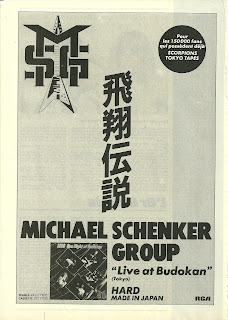 MSG
Pour
les 150000 fans
qui possèdent déjà
SCORPIONS
TOKYO TAPES
飛翔伝説
MICHAEL SCHENKER
GROUP
"Live at Budokan"
(Tokyo)
HARD
MADE IN JAPAN
RCA